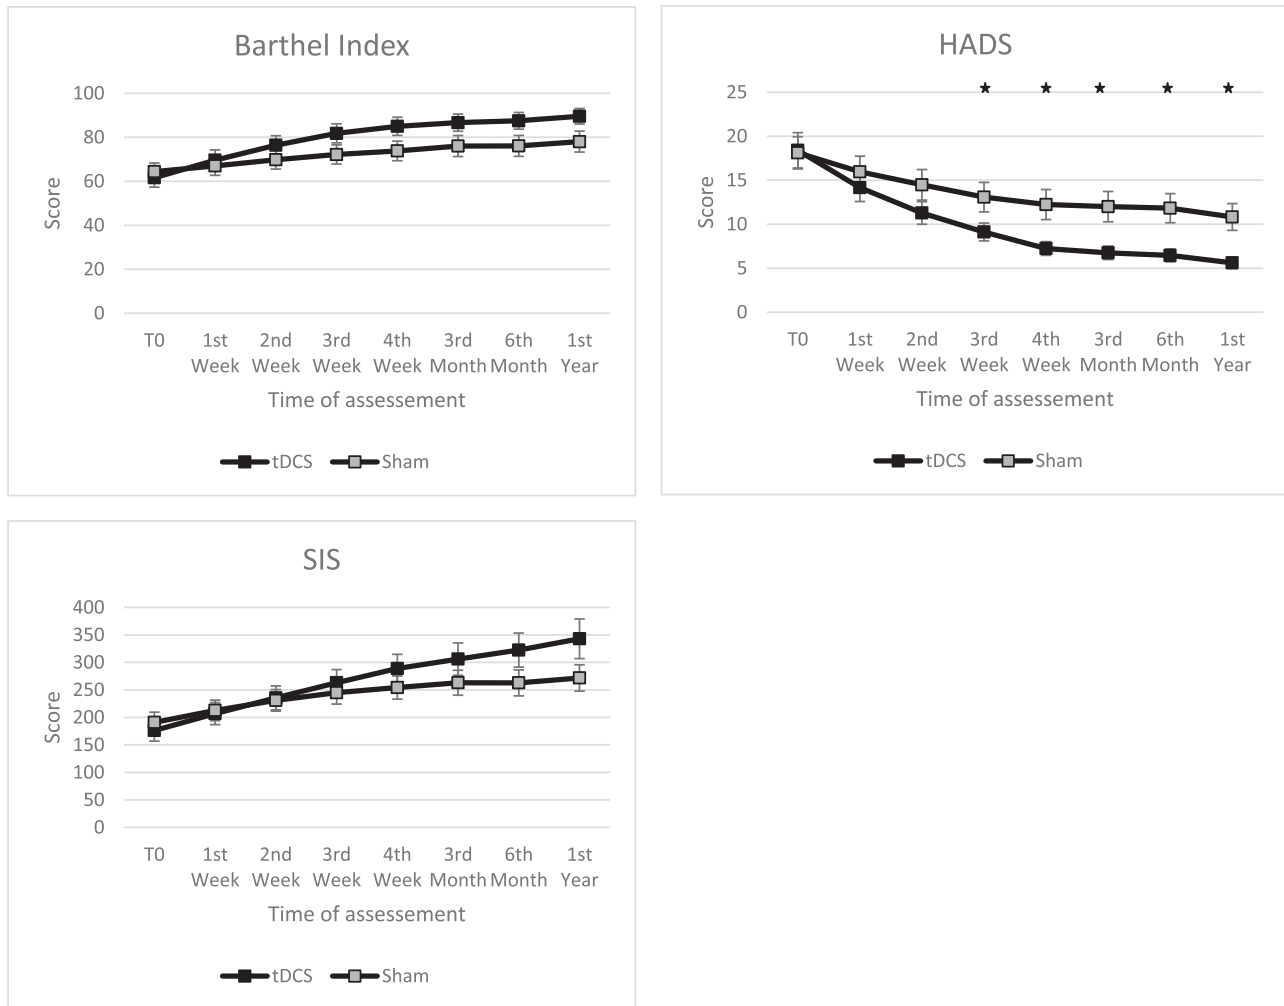 Barthel Index
100
80
60
40
20
0
Score
T0 1st Week 2nd Week 3rd Week 4th Week 3rd Month 6th Month 1st Year
Time of assessement
tDCS Sham
HADS
25
20
15
10
5
0
Score
T0 1st Week 2nd Week 3rd Week 4th Week 3rd Month 6th Month 1st Year
Time of assessement
tDCS Sham
SIS
400
350
300
250
200
150
100
50
0
Score
T0 1st Week 2nd Week 3rd Week 4th Week 3rd Month 6th Month 1st Year
Time of assessement
tDCS Sham